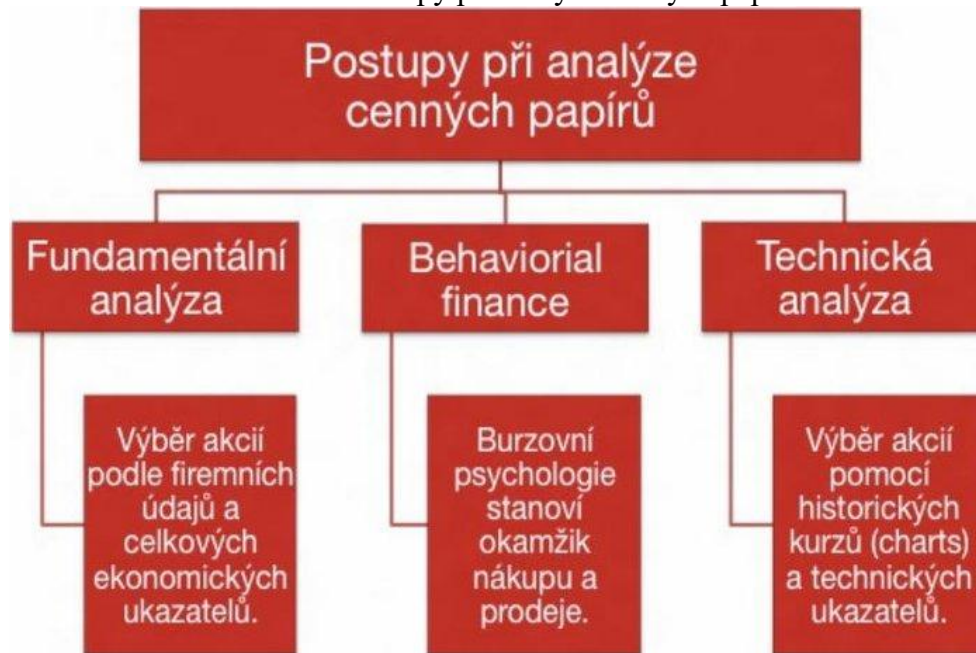 Postupy při analýze
cenných papírů
Fundamentální
analýza
Behaviorial
finance
Technická
analýza
Výběr akcií
podle firemních
údajů a
celkových
ekonomických
ukazatelů.
Burzovní
psychologie
stanoví
okamžik
nákupu a
prodeje.
Výběr akcií
pomocí
historických
kurzů (charts)
a technických
ukazatelů.